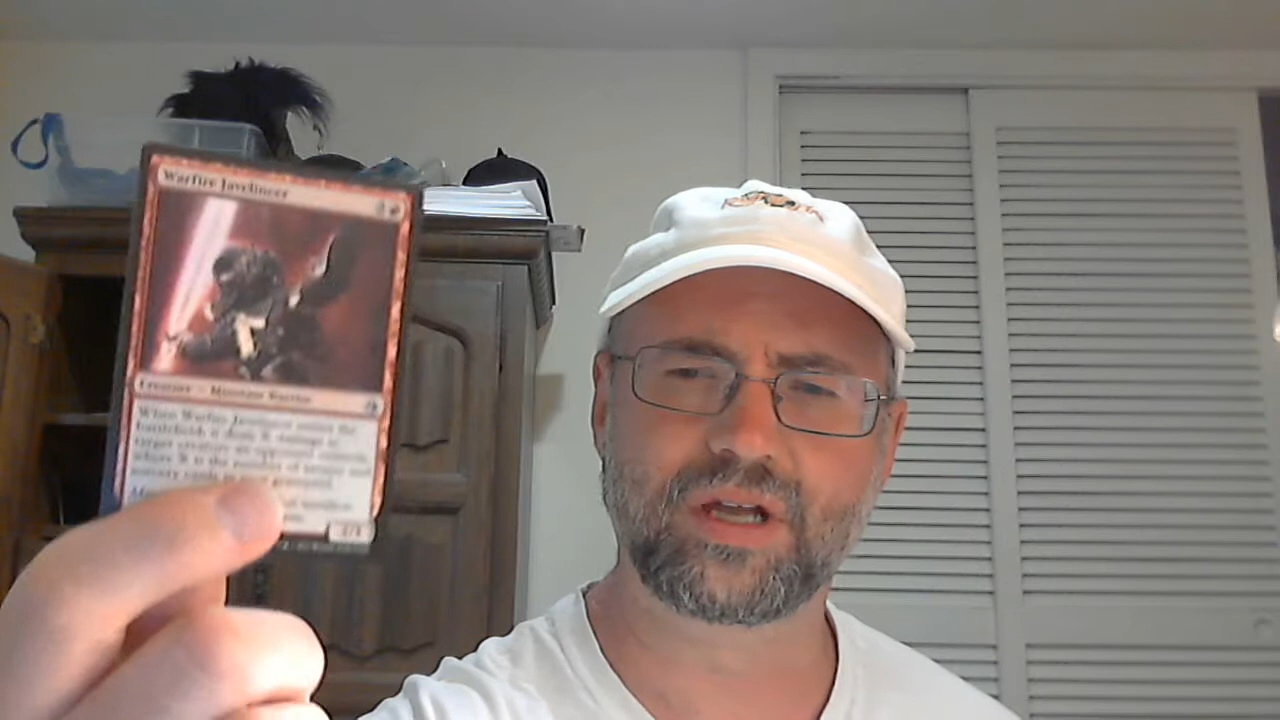 Warfire Javelineer
Creature — Minotaur Warrior
When Warfire Javelineer enters the
battlefield, it deals X damage to
target creature an opponent controls,
where X is the number of instant and
sorcery cards in your graveyard.